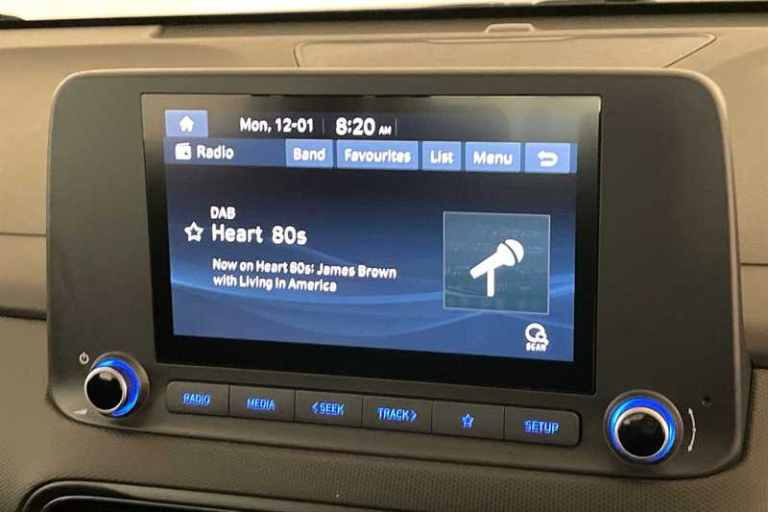 Mon, 12-01 8:20 AM
Radio Band Favourites List Menu
DAB
Heart 80s
Now on Heart 80s: James Brown
with Living In America
SCAN
RADIO MEDIA <SEEK TRACK> SETUP